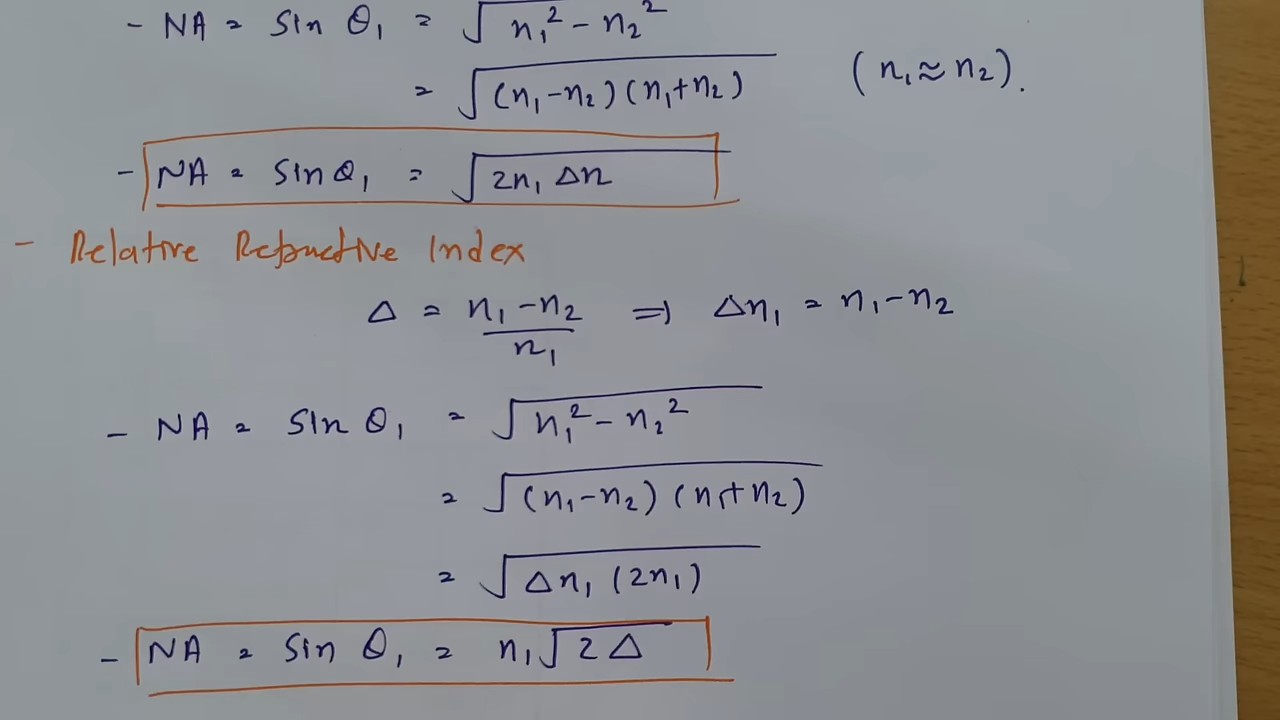 - NA = Sin θ₁ = √(n₁² - n₂²)
= √((n₁-n₂)(n₁+n₂)) (n₁≈n₂).
- NA = Sin θ₁ = √(2n₁ Δn)
- Relative Refractive Index
Δ = (n₁-n₂)/n₁ ⇒ Δn₁ = n₁-n₂
- NA = Sin θ₁ = √(n₁² - n₂²)
= √((n₁-n₂)(n₁+n₂))
= √(Δn₁(2n₁))
- NA = Sin θ₁ = n₁√(2Δ)